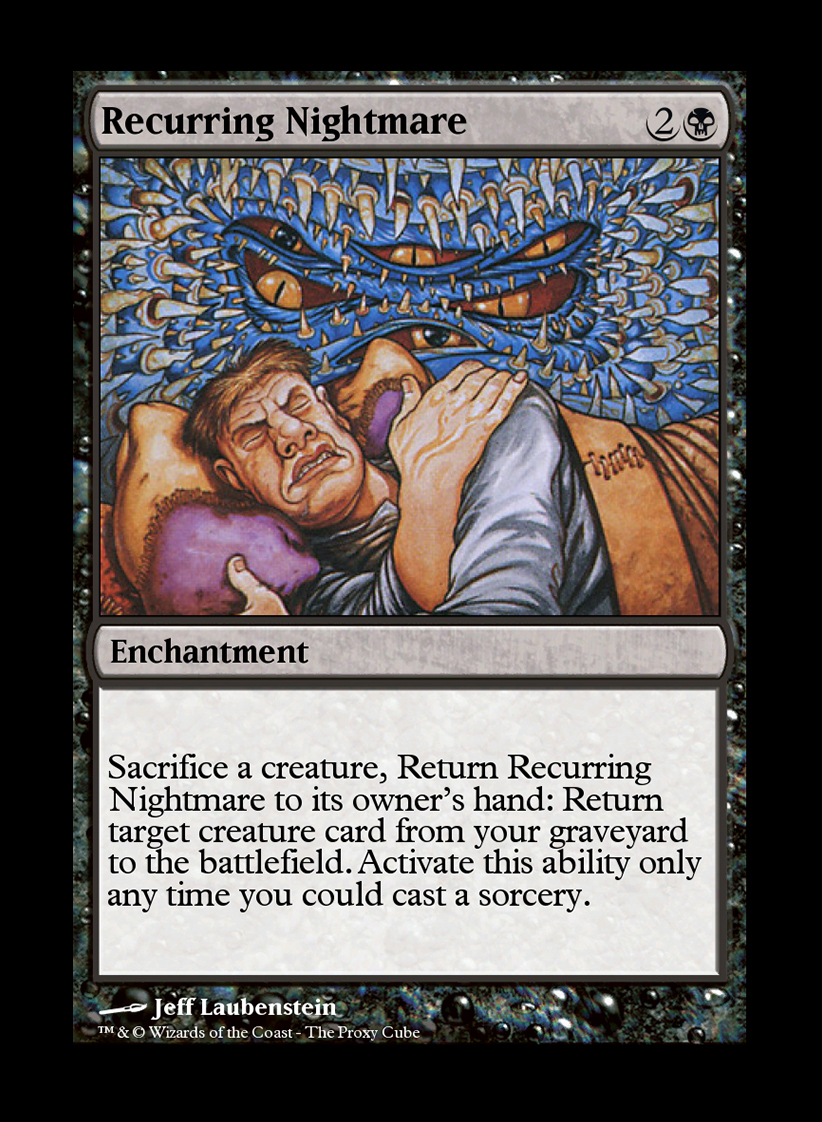 Recurring Nightmare 2
Enchantment
Sacrifice a creature, Return Recurring
Nightmare to its owner's hand: Return
target creature card from your graveyard
to the battlefield. Activate this ability only
any time you could cast a sorcery.
Jeff Laubenstein
™ & © Wizards of the Coast - The Proxy Cube